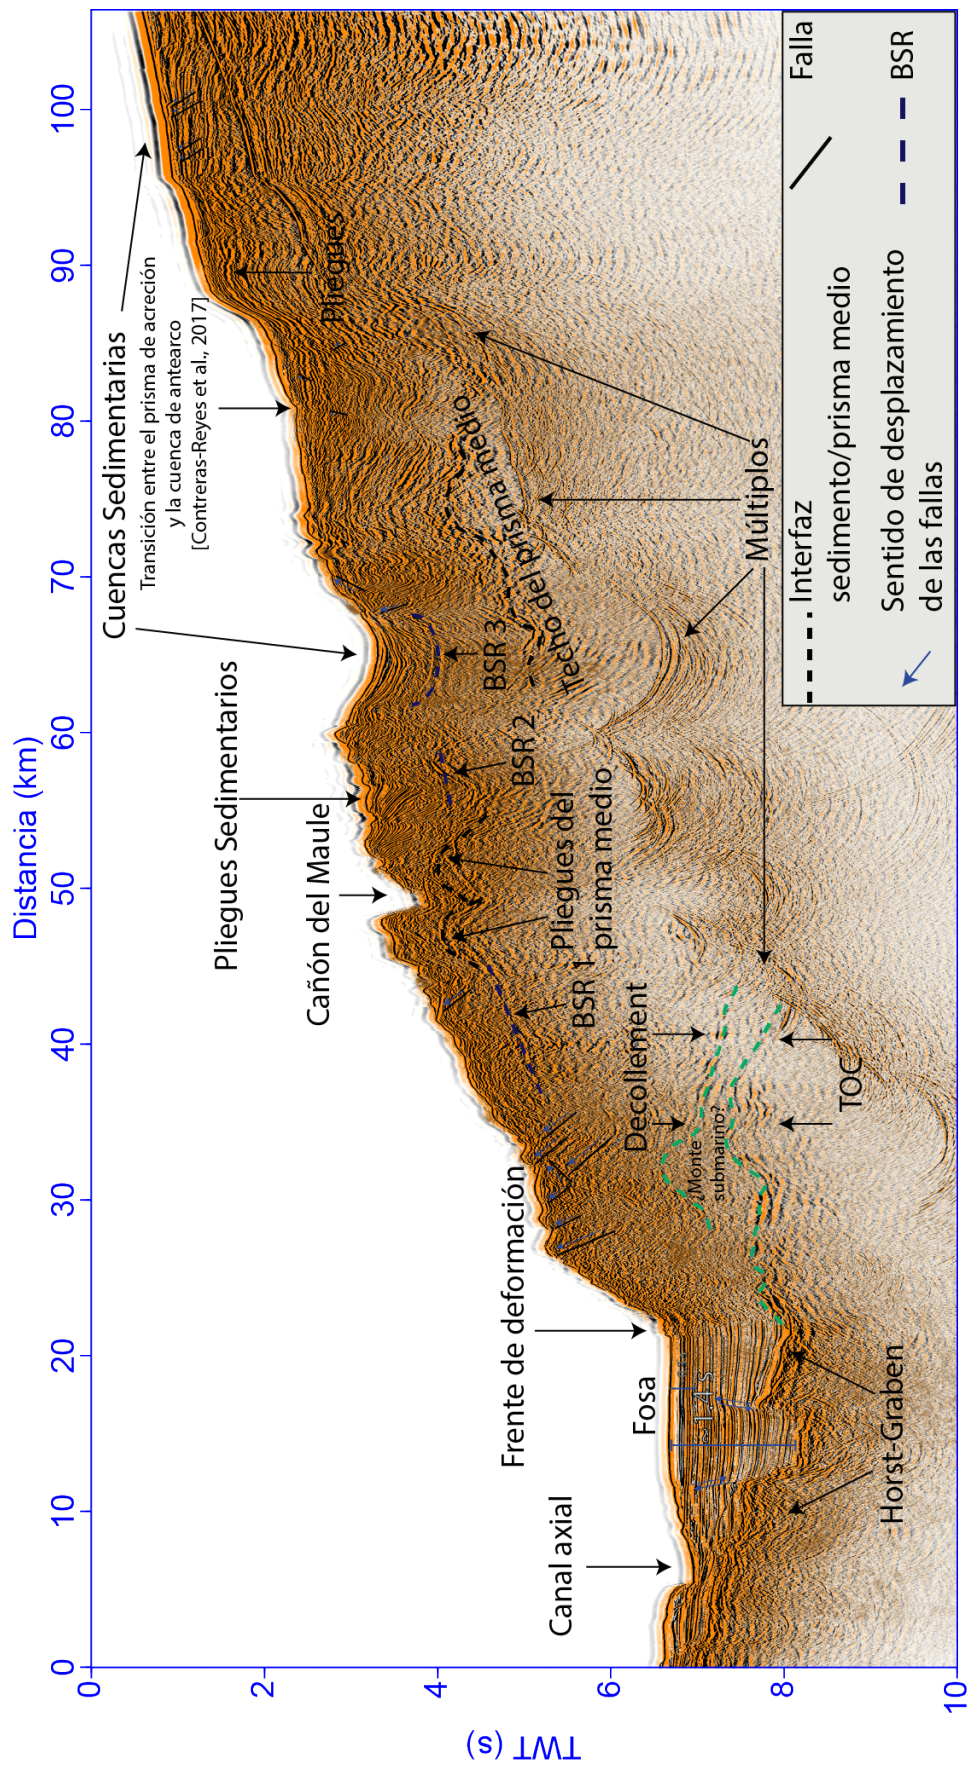 Distancia (km)
0
10
20
30
40
50
60
70
80
90
100
TWT (s)
0
2
4
6
8
10
Cuencas Sedimentarias
Transición entre el prisma de acreción
y la cuenca de antearco
[Contreras-Reyes et al., 2017]
Pliegues Sedimentarios
Cañón del Maule
Frente de deformación
Fosa
Canal axial
Pliegues
Techo del prisma medio
BSR 3
BSR 2
Pliegues del
prisma medio
BSR 1
Decollement
¿Monte
submarino?
TOC
Múltiplos
≈1,4 s
Horst-Graben
Interfaz
sedimento/prisma medio
Falla
Sentido de desplazamiento
de las fallas
BSR